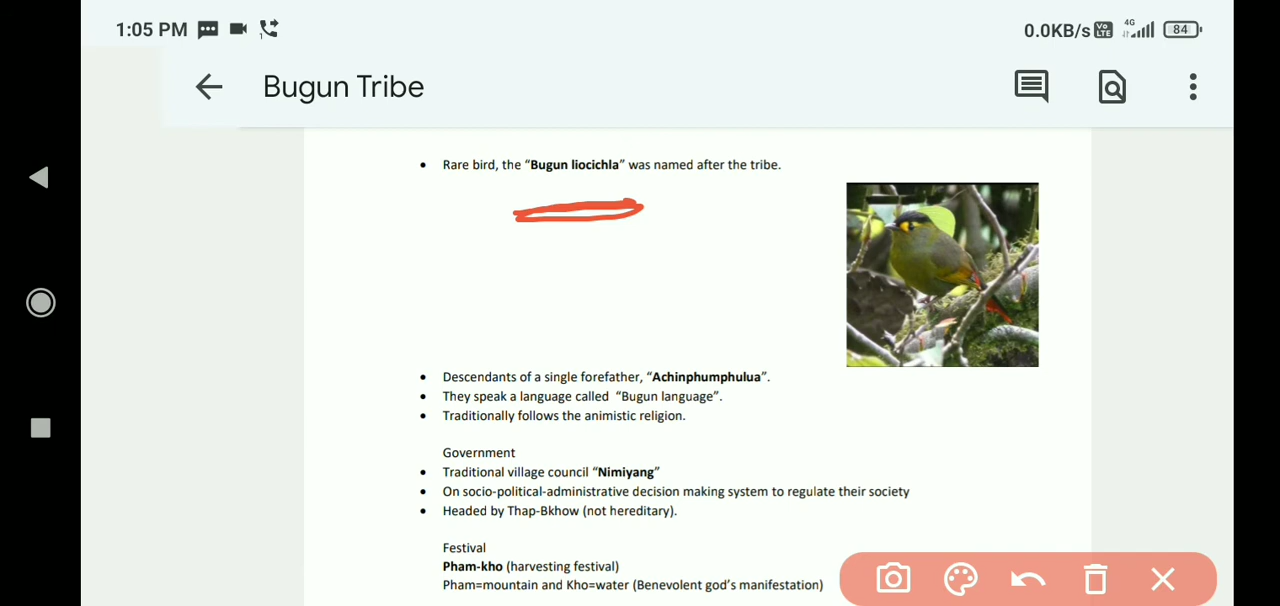 1:05 PM
0.0KB/s Vo LTE 4G 84
Bugun Tribe
• Rare bird, the “Bugun liocichla” was named after the tribe.
• Descendants of a single forefather, “Achinphumphulua”.
• They speak a language called “Bugun language”.
• Traditionally follows the animistic religion.
Government
• Traditional village council “Nimiyang”
• On socio-political-administrative decision making system to regulate their society
• Headed by Thap-Bkhow (not hereditary).
Festival
Pham-kho (harvesting festival)
Pham=mountain and Kho=water (Benevolent god’s manifestation)